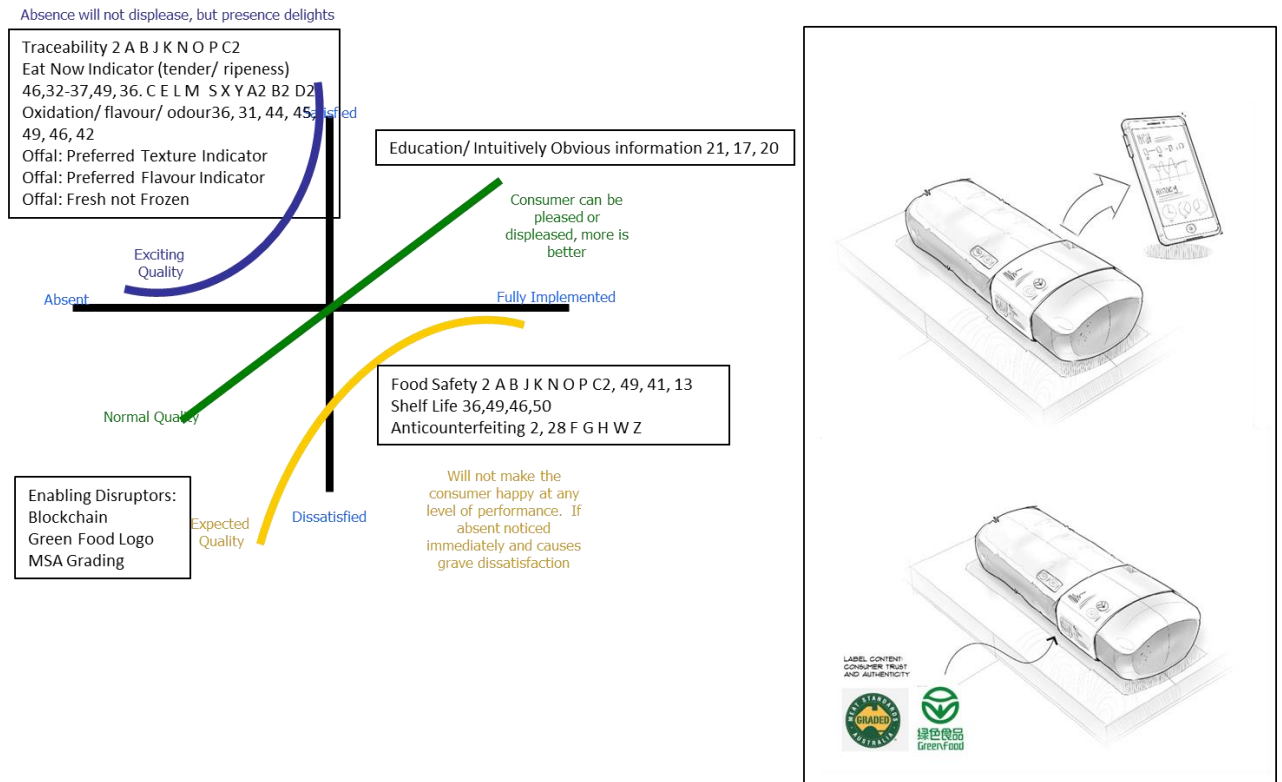 Absence will not displease, but presence delights
Traceability 2 A B J K N O P C2
Eat Now Indicator (tender/ ripeness)
46,32-37,49, 36. C E L M  S X Y A2 B2 D2
Oxidation/ flavour/ odour36, 31, 44, 45,
49, 46, 42
Offal: Preferred Texture Indicator
Offal: Preferred Flavour Indicator
Offal: Fresh not Frozen
Satisfied
Education/ Intuitively Obvious information 21, 17, 20
Consumer can be
pleased or
displeased, more is
better
Exciting
Quality
Absent
Fully Implemented
Normal Quality
Food Safety 2 A B J K N O P C2, 49, 41, 13
Shelf Life 36,49,46,50
Anticounterfeiting 2, 28 F G H W Z
Enabling Disruptors:
Blockchain
Green Food Logo
MSA Grading
Expected
Quality
Dissatisfied
Will not make the
consumer happy at any
level of performance.  If
absent noticed
immediately and causes
grave dissatisfaction
LABEL CONTENT:
CONSUMER TRUST
AND AUTHENTICITY
MEAT STANDARDS
GRADED
AUSTRALIA
绿色食品
GreenFood